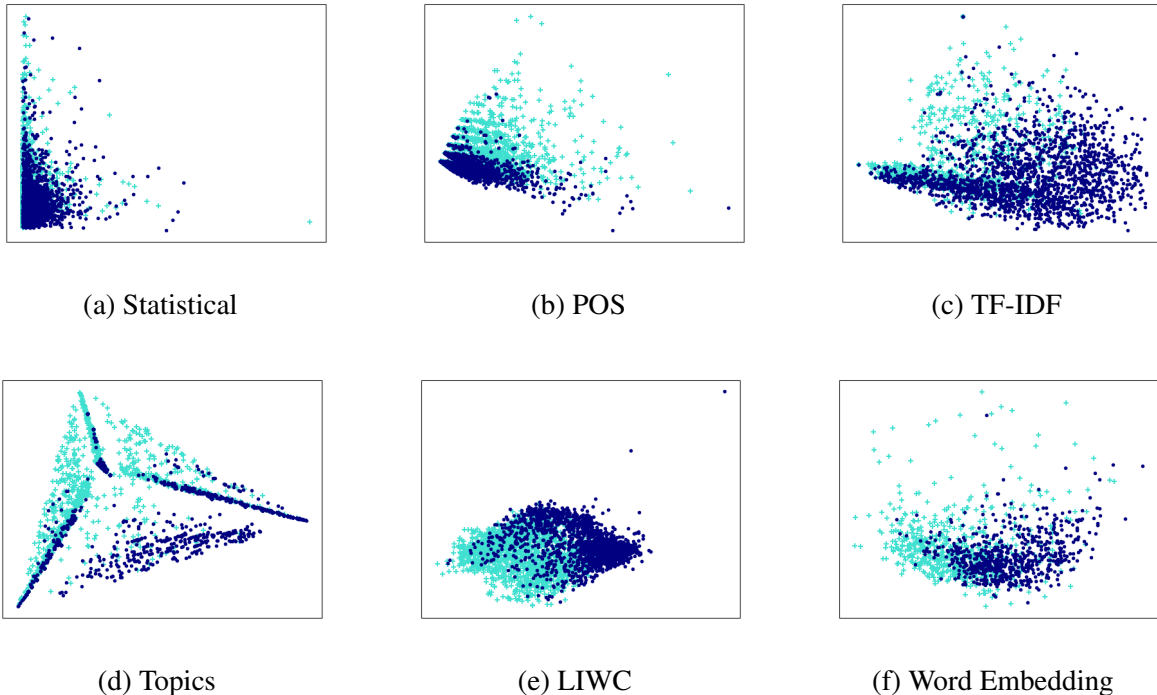 (a) Statistical
(b) POS
(c) TF-IDF
(d) Topics
(e) LIWC
(f) Word Embedding